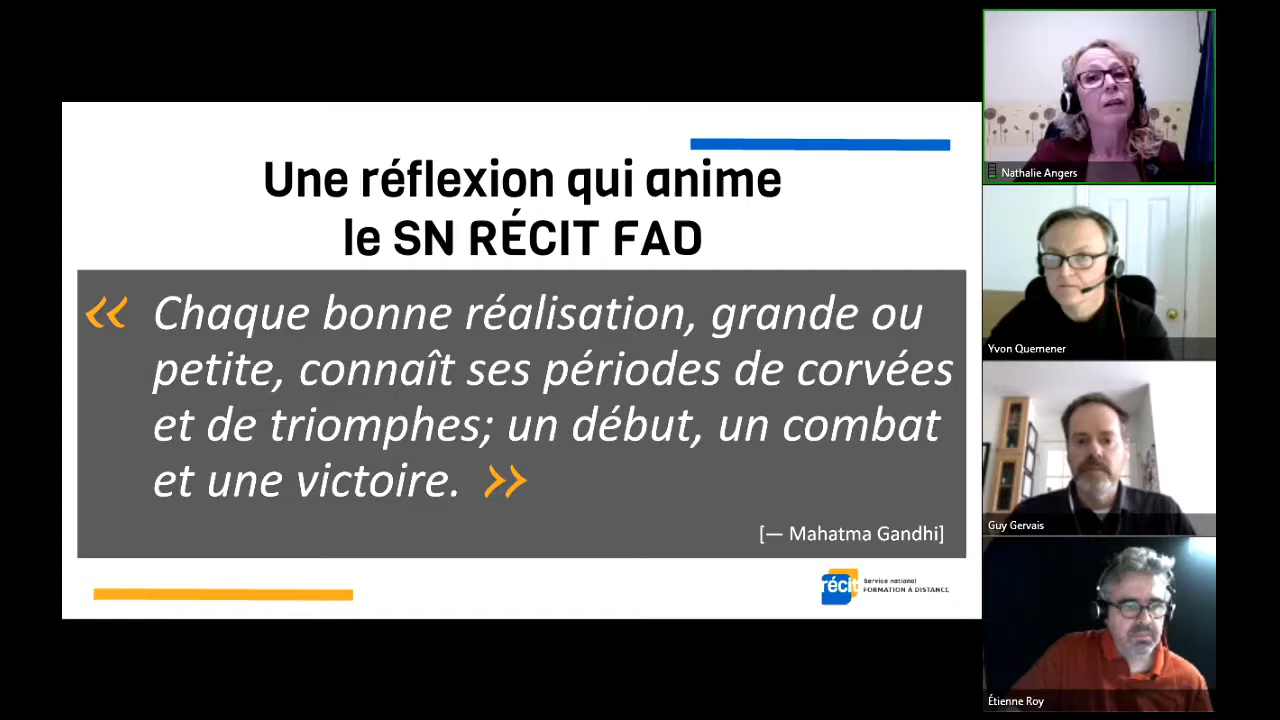 Une réflexion qui anime
le SN RÉCIT FAD
« Chaque bonne réalisation, grande ou
petite, connaît ses périodes de corvées
et de triomphes; un début, un combat
et une victoire. »
[— Mahatma Gandhi]
récit
Service national
FORMATION À DISTANCE
Nathalie Angers
Yvon Quemener
Guy Gervais
Étienne Roy